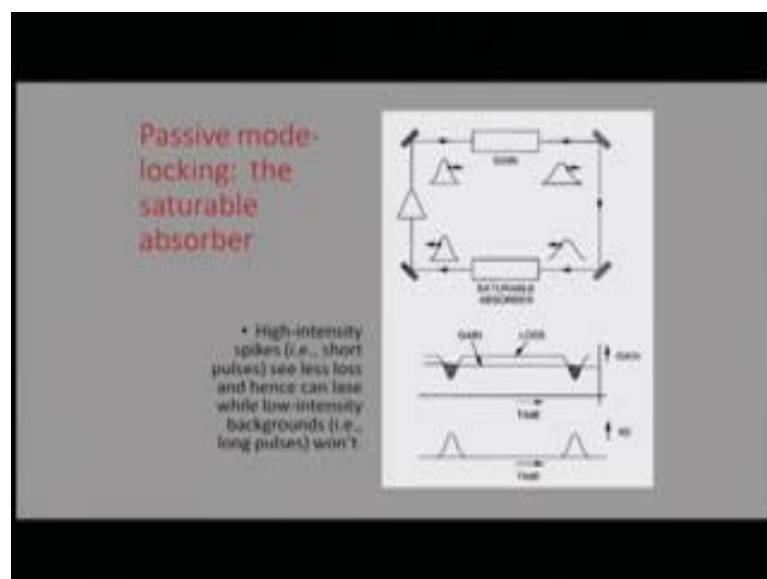 Passive mode-
locking: the
saturable
absorber
• High-intensity
spikes (i.e., short
pulses) see less loss
and hence can lase
while low-intensity
backgrounds (i.e.,
long pulses) won't.
GAIN
SATURABLE
ABSORBER
GAIN
LOSS
GAIN
TIME
TIME